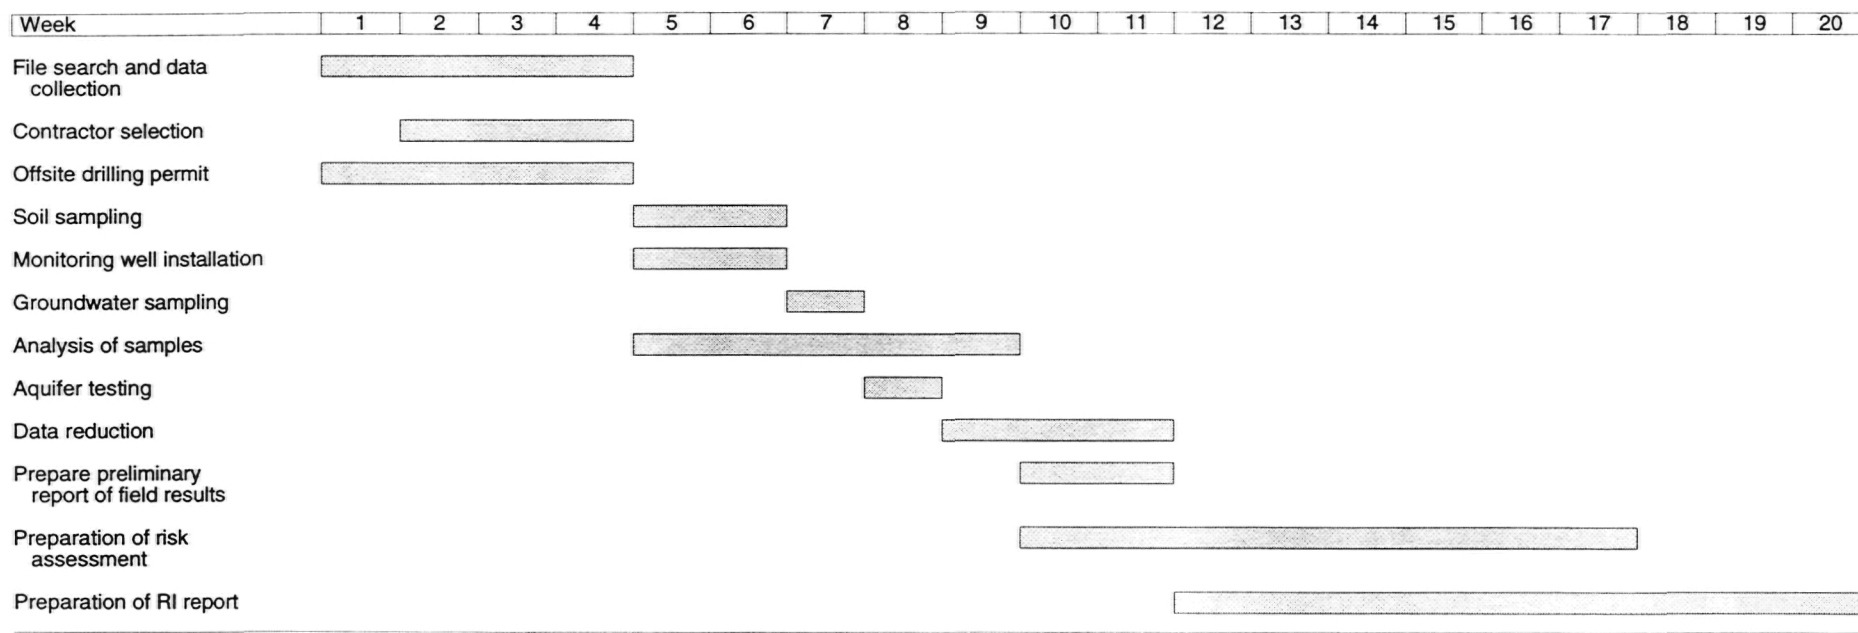 Week 1 2 3 4 5 6 7 8 9 10 11 12 13 14 15 16 17 18 19 20
File search and data
collection
Contractor selection
Offsite drilling permit
Soil sampling
Monitoring well installation
Groundwater sampling
Analysis of samples
Aquifer testing
Data reduction
Prepare preliminary
report of field results
Preparation of risk
assessment
Preparation of RI report